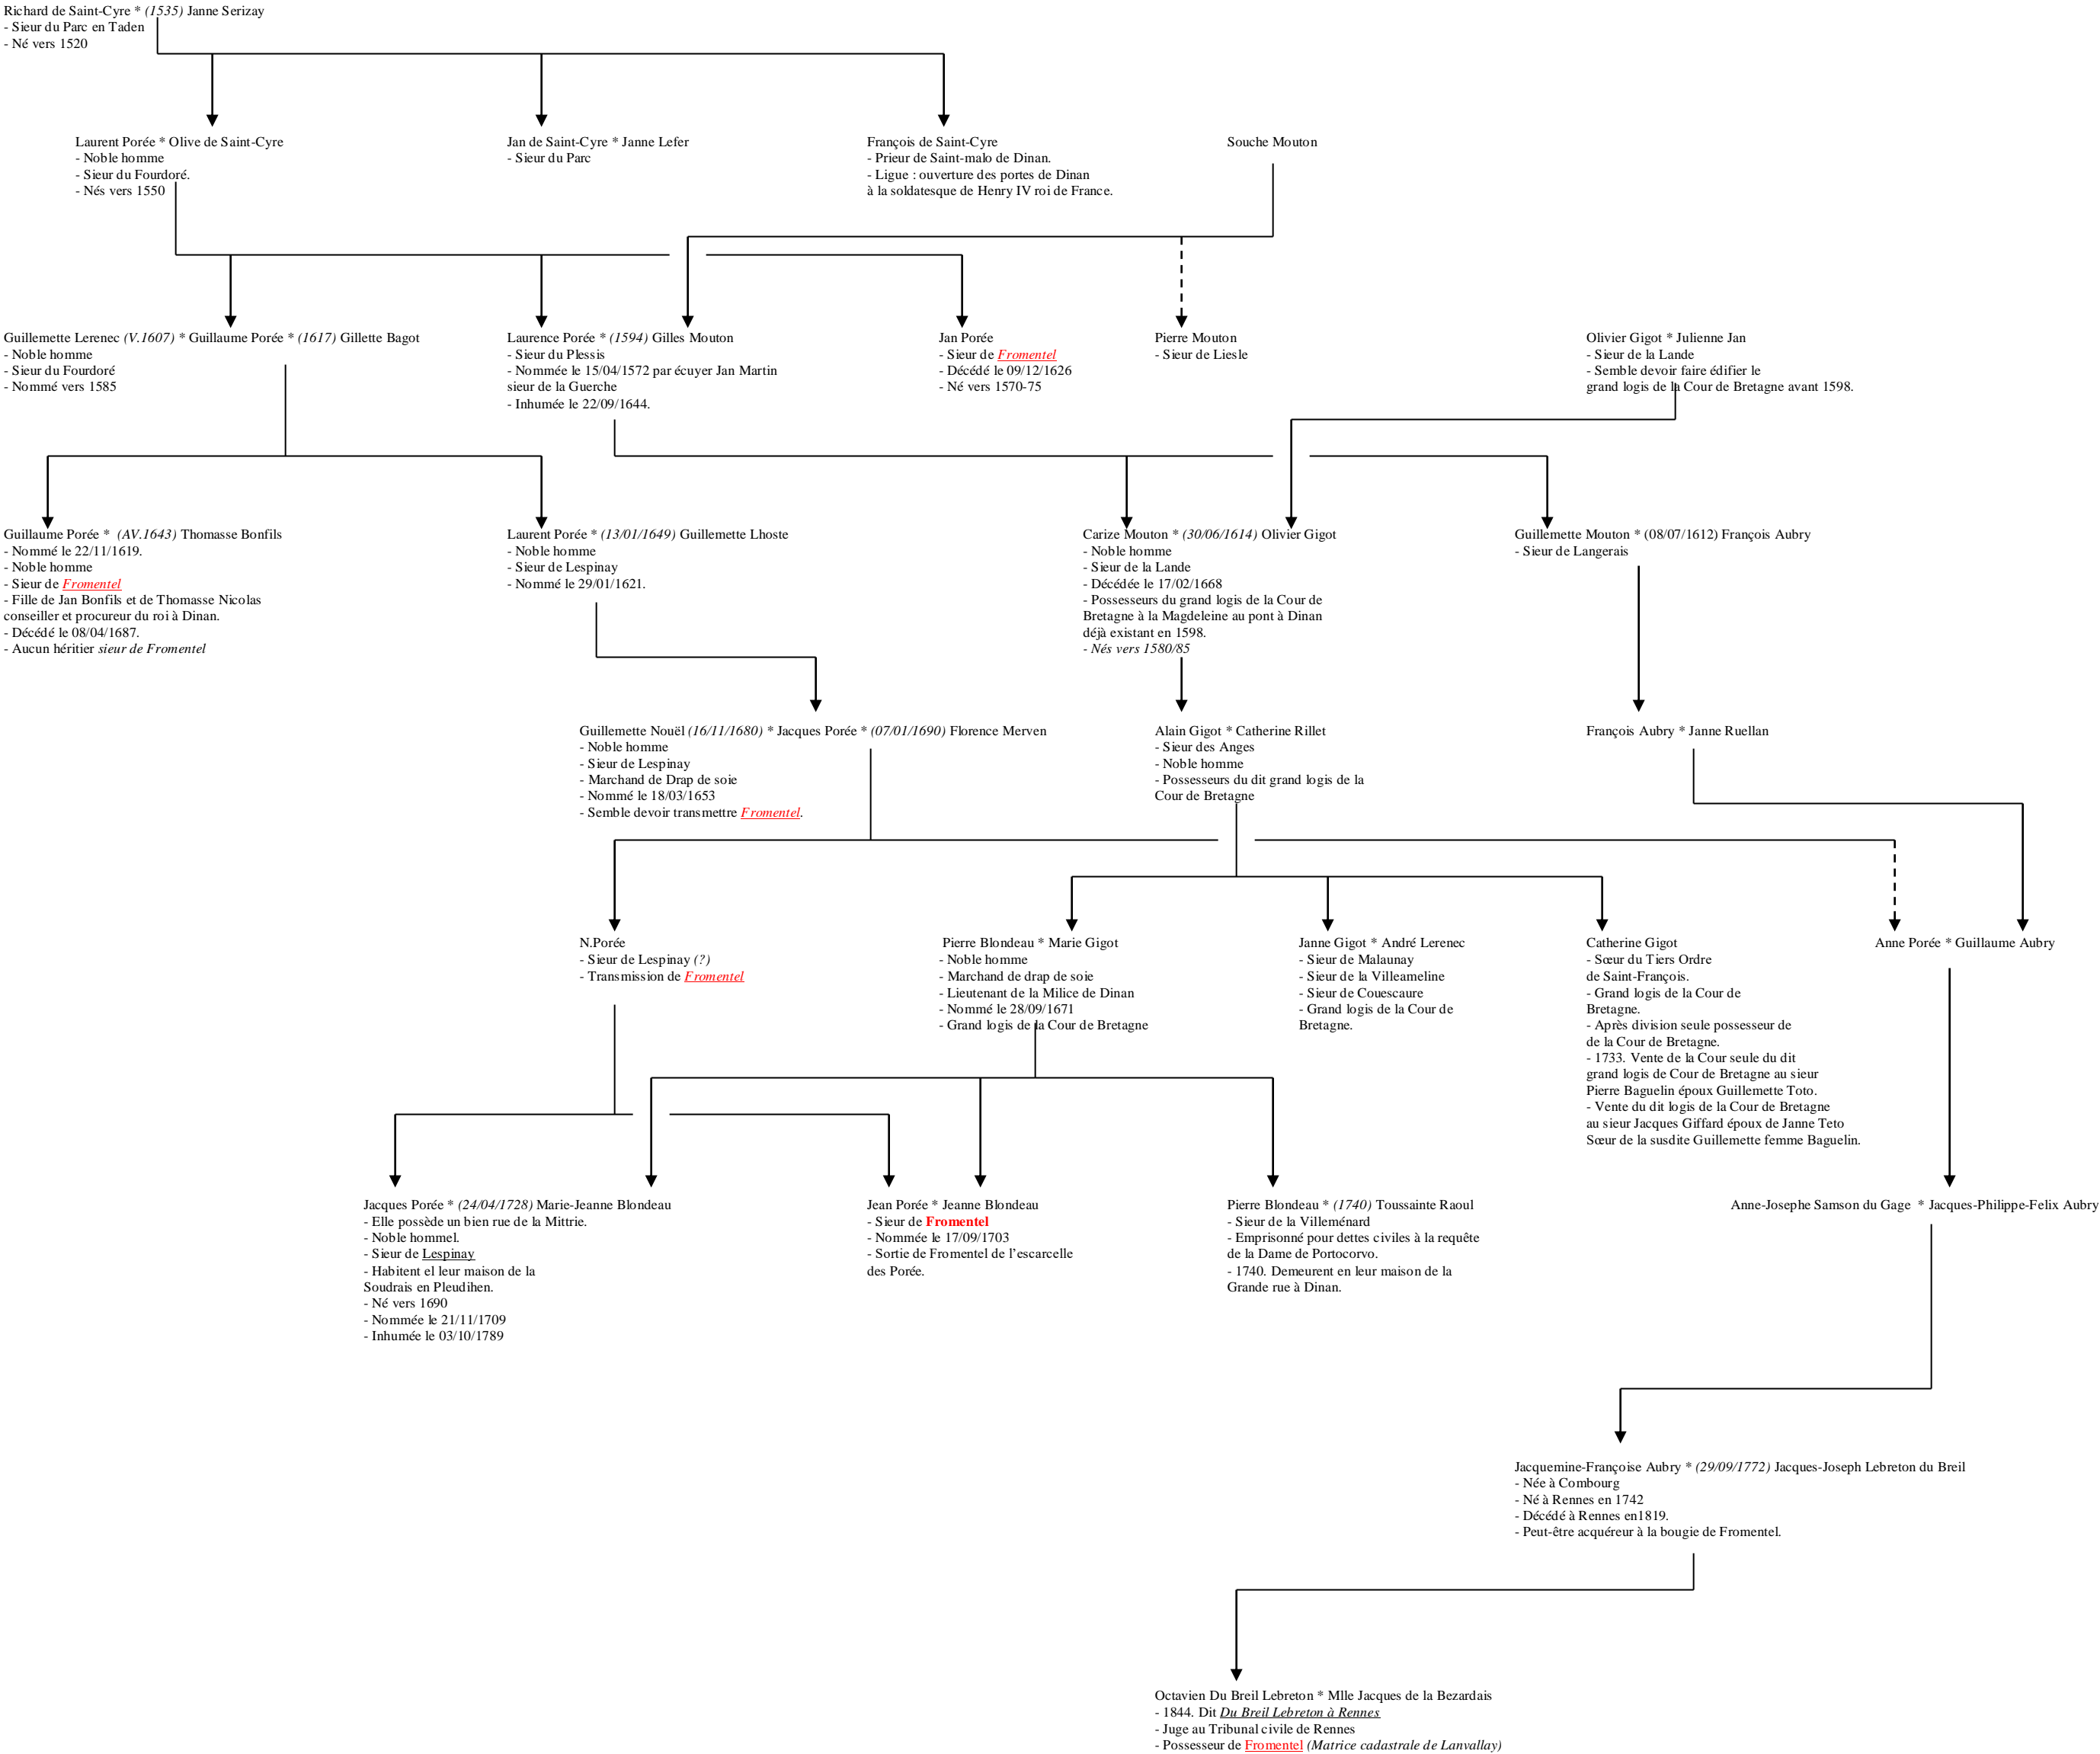 Richard de Saint-Cyre * (1535) Janne Serizay
- Sieur du Parc en Taden
- Né vers 1520
Laurent Porée * Olive de Saint-Cyre
- Noble homme
- Sieur du Fourdoré.
- Nés vers 1550
Jan de Saint-Cyre * Janne Lefer
- Sieur du Parc
François de Saint-Cyre
- Prieur de Saint-malo de Dinan.
- Ligue : ouverture des portes de Dinan
à la soldatesque de Henry IV roi de France.
Souche Mouton
Guillemette Lerenec (V.1607) * Guillaume Porée * (1617) Gillette Bagot
- Noble homme
- Sieur du Fourdoré
- Nommé vers 1585
Laurence Porée * (1594) Gilles Mouton
- Sieur du Plessis
- Nommée le 15/04/1572 par écuyer Jan Martin
sieur de la Guerche
- Inhumée le 22/09/1644.
Jan Porée
- Sieur de Fromentel
- Décédé le 09/12/1626
- Né vers 1570-75
Pierre Mouton
- Sieur de Liesle
Olivier Gigot * Julienne Jan
- Sieur de la Lande
- Semble devoir faire édifier le
grand logis de la Cour de Bretagne avant 1598.
Guillaume Porée *  (AV.1643) Thomasse Bonfils
- Nommé le 22/11/1619.
- Noble homme
- Sieur de Fromentel
- Fille de Jan Bonfils et de Thomasse Nicolas
conseiller et procureur du roi à Dinan.
- Décédé le 08/04/1687.
- Aucun héritier sieur de Fromentel
Laurent Porée * (13/01/1649) Guillemette Lhoste
- Noble homme
- Sieur de Lespinay
- Nommé le 29/01/1621.
Carize Mouton * (30/06/1614) Olivier Gigot
- Noble homme
- Sieur de la Lande
- Décédée le 17/02/1668
- Possesseurs du grand logis de la Cour de
Bretagne à la Magdeleine au pont à Dinan
déjà existant en 1598.
- Nés vers 1580/85
Guillemette Mouton * (08/07/1612) François Aubry
- Sieur de Langerais
Guillemette Nouël (16/11/1680) * Jacques Porée * (07/01/1690) Florence Merven
- Noble homme
- Sieur de Lespinay
- Marchand de Drap de soie
- Nommé le 18/03/1653
- Semble devoir transmettre Fromentel.
Alain Gigot * Catherine Rillet
- Sieur des Anges
- Noble homme
- Possesseurs du dit grand logis de la
Cour de Bretagne
François Aubry * Janne Ruellan
N.Porée
- Sieur de Lespinay (?)
- Transmission de Fromentel
Pierre Blondeau * Marie Gigot
- Noble homme
- Marchand de drap de soie
- Lieutenant de la Milice de Dinan
- Nommé le 28/09/1671
- Grand logis de la Cour de Bretagne
Janne Gigot * André Lerenec
- Sieur de Malaunay
- Sieur de la Villeameline
- Sieur de Couescaure
- Grand logis de la Cour de
Bretagne.
Catherine Gigot
- Sœur du Tiers Ordre
de Saint-François.
- Grand logis de la Cour de
Bretagne.
- Après division seule possesseur de
de la Cour de Bretagne.
- 1733. Vente de la Cour seule du dit
grand logis de Cour de Bretagne au sieur
Pierre Baguelin époux Guillemette Toto.
- Vente du dit logis de la Cour de Bretagne
au sieur Jacques Giffard époux de Janne Teto
Sœur de la susdite Guillemette femme Baguelin.
Anne Porée * Guillaume Aubry
Jacques Porée * (24/04/1728) Marie-Jeanne Blondeau
- Elle possède un bien rue de la Mittrie.
- Noble hommel.
- Sieur de Lespinay
- Habitent el leur maison de la
Soudrais en Pleudihen.
- Né vers 1690
- Nommée le 21/11/1709
- Inhumée le 03/10/1789
Jean Porée * Jeanne Blondeau
- Sieur de Fromentel
- Nommée le 17/09/1703
- Sortie de Fromentel de l’escarcelle
des Porée.
Pierre Blondeau * (1740) Toussainte Raoul
- Sieur de la Villeménard
- Emprisonné pour dettes civiles à la requête
de la Dame de Portocorvo.
- 1740. Demeurent en leur maison de la
Grande rue à Dinan.
Anne-Josephe Samson du Gage  * Jacques-Philippe-Felix Aubry
Jacquemine-Françoise Aubry * (29/09/1772) Jacques-Joseph Lebreton du Breil
- Née à Combourg
- Né à Rennes en 1742
- Décédé à Rennes en1819.
- Peut-être acquéreur à la bougie de Fromentel.
Octavien Du Breil Lebreton * Mlle Jacques de la Bezardais
- 1844. Dit Du Breil Lebreton à Rennes
- Juge au Tribunal civile de Rennes
- Possesseur de Fromentel (Matrice cadastrale de Lanvallay)